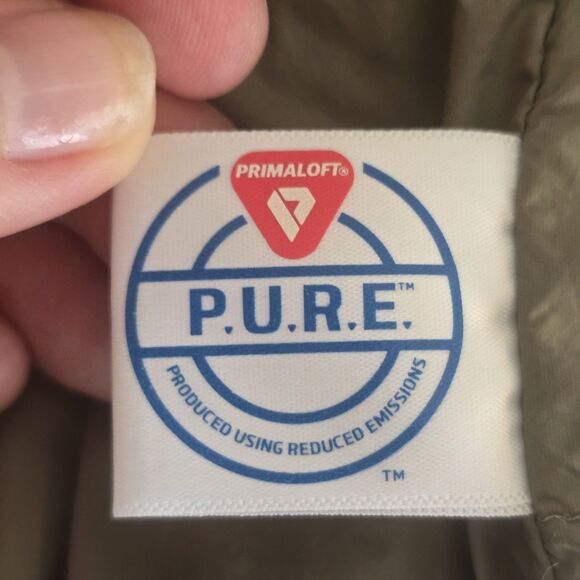 PRIMALOFT®
P.U.R.E.™
PRODUCED USING REDUCED EMISSIONS
TM